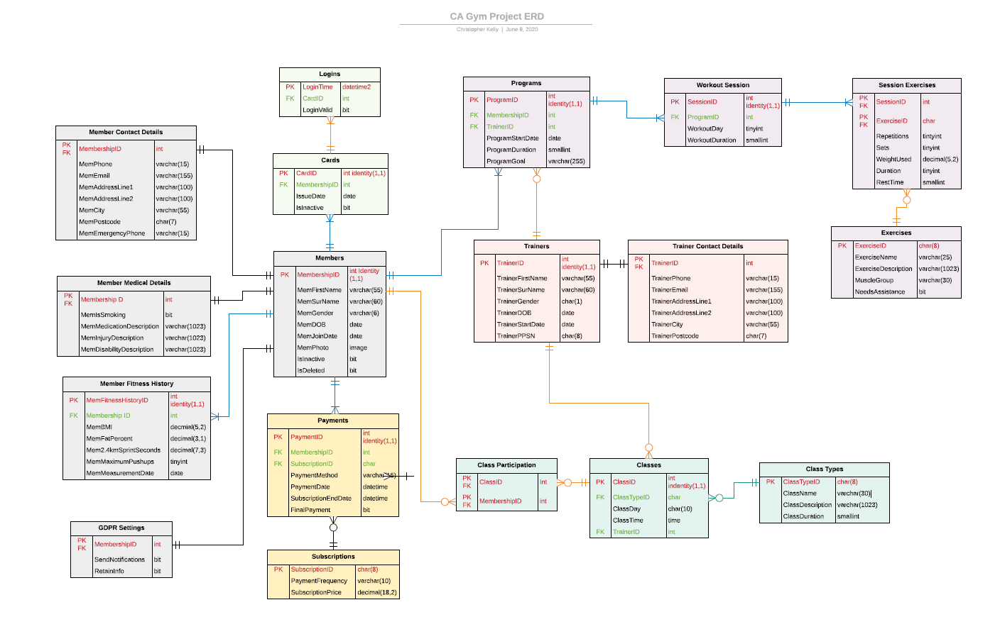 CA Gym Project ERD
Christopher Kelly | June 9, 2020
Logins
PK LoginTime datetime2
FK CardID int
LoginValid bit
Cards
PK CardID int identity(1,1)
FK MembershipID int
IssueDate date
IsInactive bit
Member Contact Details
PK FK MembershipID int
MemPhone varchar(15)
MemEmail varchar(155)
MemAddressLine1 varchar(100)
MemAddressLine2 varchar(100)
MemCity varchar(55)
MemPostcode char(7)
MemEmergencyPhone varchar(15)
Members
PK MembershipID int Identity (1,1)
MemFirstName varchar(55)
MemSurName varchar(60)
MemGender varchar(6)
MemDOB date
MemJoinDate date
MemPhoto image
IsInactive bit
IsDeleted bit
Member Medical Details
PK FK Membership D int
MemIsSmoking bit
MemMedicationDescription varchar(1023)
MemInjuryDescription varchar(1023)
MemDisabilityDescription varchar(1023)
Member Fitness History
PK MemFitnessHistoryID int identity(1,1)
FK Membership ID int
MemBMI decmial(5,2)
MemFatPercent decimal(3,1)
Mem2.4kmSprintSeconds decimal(7,3)
MemMaximumPushups tinyint
MemMeasurementDate date
GDPR Settings
PK FK MembershipID int
SendNotifications bit
RetainInfo bit
Payments
PK PaymentID int identity(1,1)
FK MembershipID int
FK SubscriptionID char
PaymentMethod varchar(15)
PaymentDate datetime
SubscriptionEndDate datetime
FinalPayment bit
Subscriptions
PK SubscriptionID char(8)
PaymentFrequency varchar(10)
SubscriptionPrice decimal(18,2)
Programs
PK ProgramID int identity(1,1)
FK MembershipID int
FK TrainerID int
ProgramStartDate date
ProgramDuration smallint
ProgramGoal varchar(255)
Workout Session
PK SessionID int identity(1,1)
FK ProgramID int
WorkoutDay tinyint
WorkoutDuration smallint
Session Exercises
PK FK SessionID int
PK FK ExerciseID char
Repetitions tintyint
Sets tinyint
WeightUsed decimal(5,2)
Duration tinyint
RestTime smallint
Exercises
PK ExerciseID char(8)
ExerciseName varchar(25)
ExerciseDescription varchar(1023)
MuscleGroup varchar(30)
NeedsAssistance bit
Trainers
PK TrainerID int identity(1,1)
TrainerFirstName varchar(55)
TrainerSurName varchar(60)
TrainerGender char(1)
TrainerDOB date
TrainerStartDate date
TrainerPPSN char(8)
Trainer Contact Details
PK FK TrainerID int
TrainerPhone varchar(15)
TrainerEmail varchar(155)
TrainerAddressLine1 varchar(100)
TrainerAddressLine2 varchar(100)
TrainerCity varchar(55)
TrainerPostcode char(7)
Class Participation
PK FK ClassID Int
PK FK MembershipID int
Classes
PK ClassID int indentity(1,1)
FK ClassTypeID char
ClassDay char(10)
ClassTime time
FK TrainerID int
Class Types
PK ClassTypeID char(8)
ClassName varchar(30)
ClassDescription varchar(1023)
ClassDuration smallint